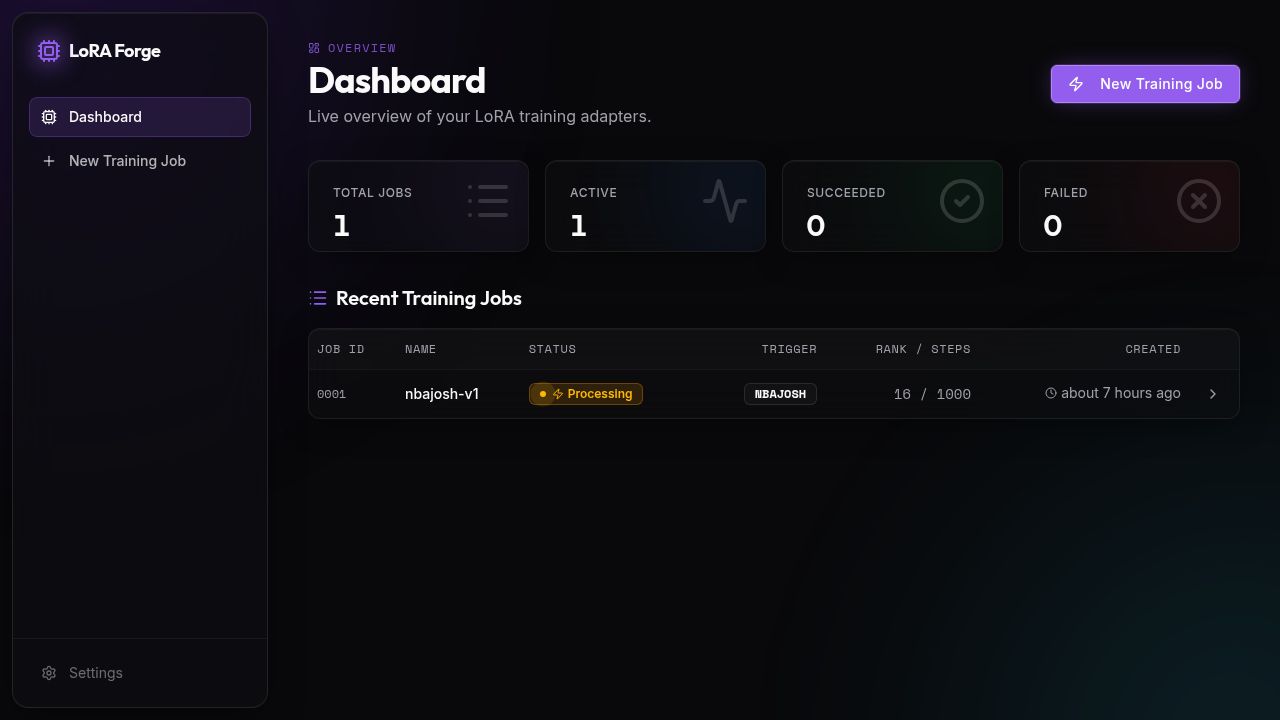 LoRA Forge
Dashboard
New Training Job
Settings
OVERVIEW
Dashboard
Live overview of your LoRA training adapters.
New Training Job
TOTAL JOBS
1
ACTIVE
1
SUCCEEDED
0
FAILED
0
Recent Training Jobs
JOB ID NAME STATUS TRIGGER RANK / STEPS CREATED
0001 nbajosh-v1 Processing NBAJOSH 16 / 1000 about 7 hours ago